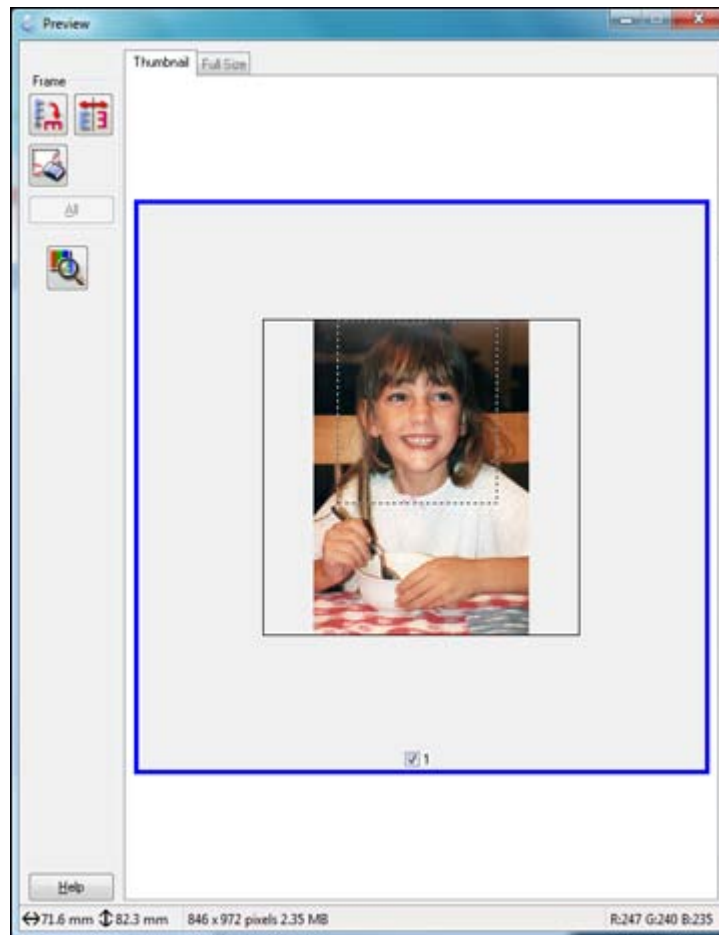 Preview
Thumbnail Full Size
Frame
All
1
Help
71.6 mm 82.3 mm 846 x 972 pixels 2.35 MB R:247 G:240 B:235